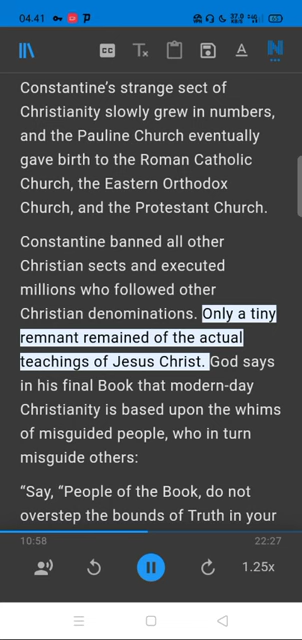 04.41
Constantine's strange sect of
Christianity slowly grew in numbers,
and the Pauline Church eventually
gave birth to the Roman Catholic
Church, the Eastern Orthodox
Church, and the Protestant Church.
Constantine banned all other
Christian sects and executed
millions who followed other
Christian denominations. Only a tiny
remnant remained of the actual
teachings of Jesus Christ. God says
in his final Book that modern-day
Christianity is based upon the whims
of misguided people, who in turn
misguide others:
“Say, “People of the Book, do not
overstep the bounds of Truth in your
10:58 22:27
1.25x